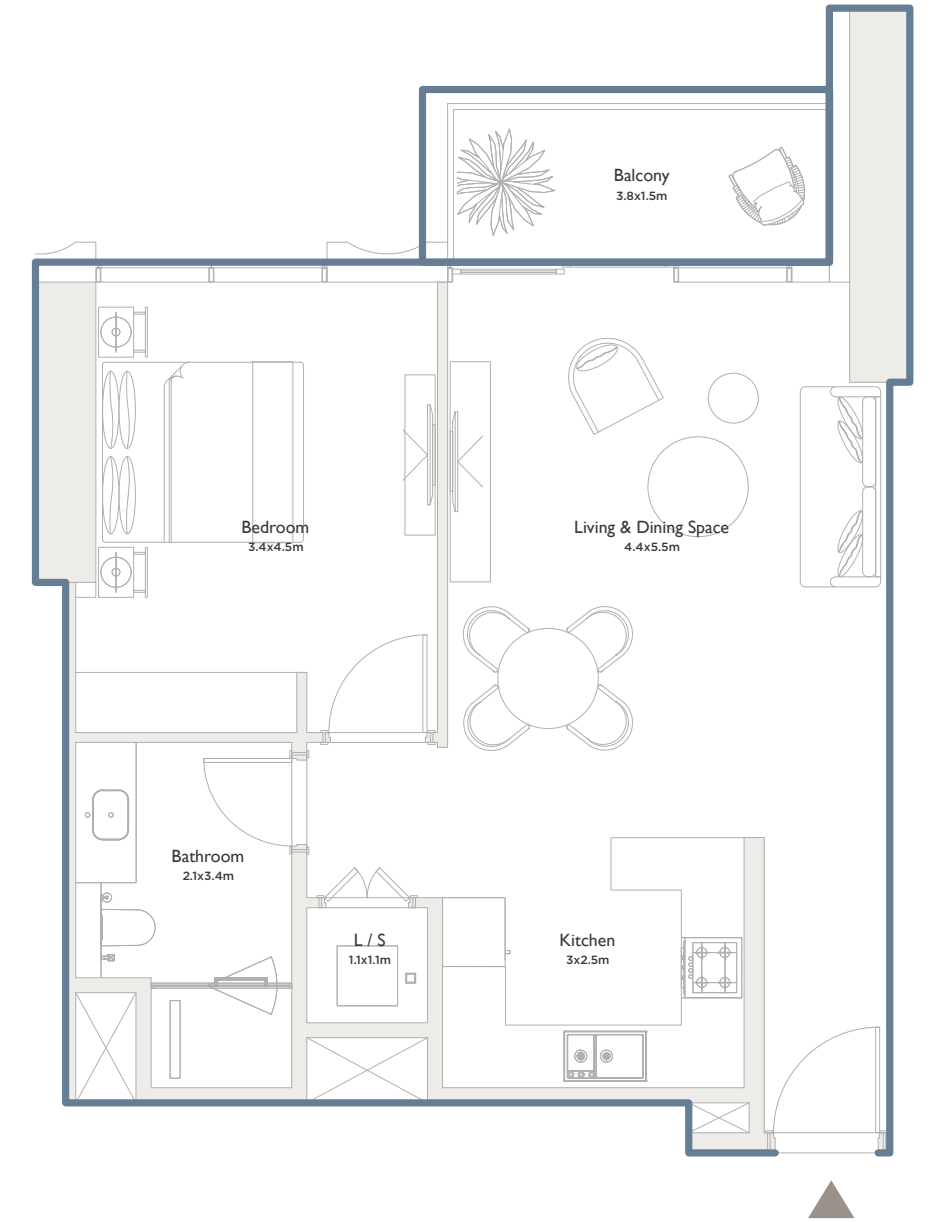 Balcony
3.8x1.5m
Bedroom
3.4x4.5m
Living & Dining Space
4.4x5.5m
Bathroom
2.1x3.4m
L / S
1.1x1.1m
Kitchen
3x2.5m